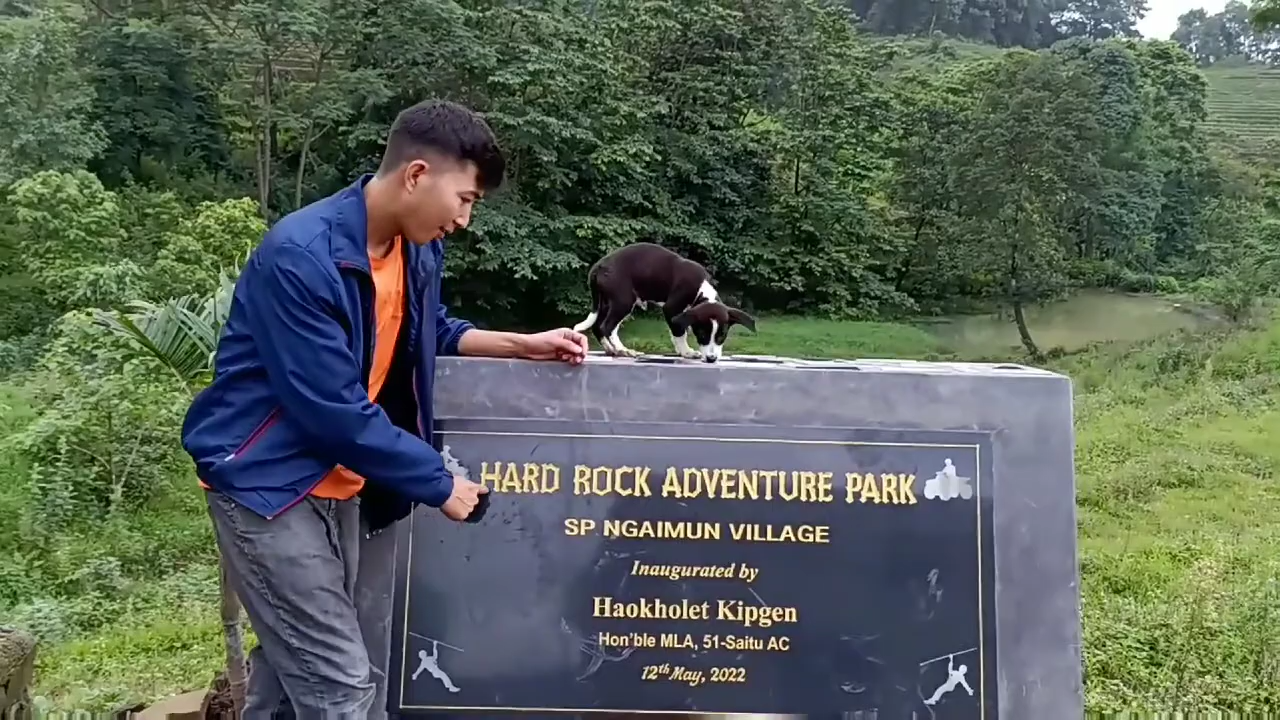 HARD ROCK ADVENTURE PARK
SP NGAIMUN VILLAGE
Inaugurated by
Haokholet Kipgen
Hon'ble MLA, 51-Saitu AC
12th May, 2022